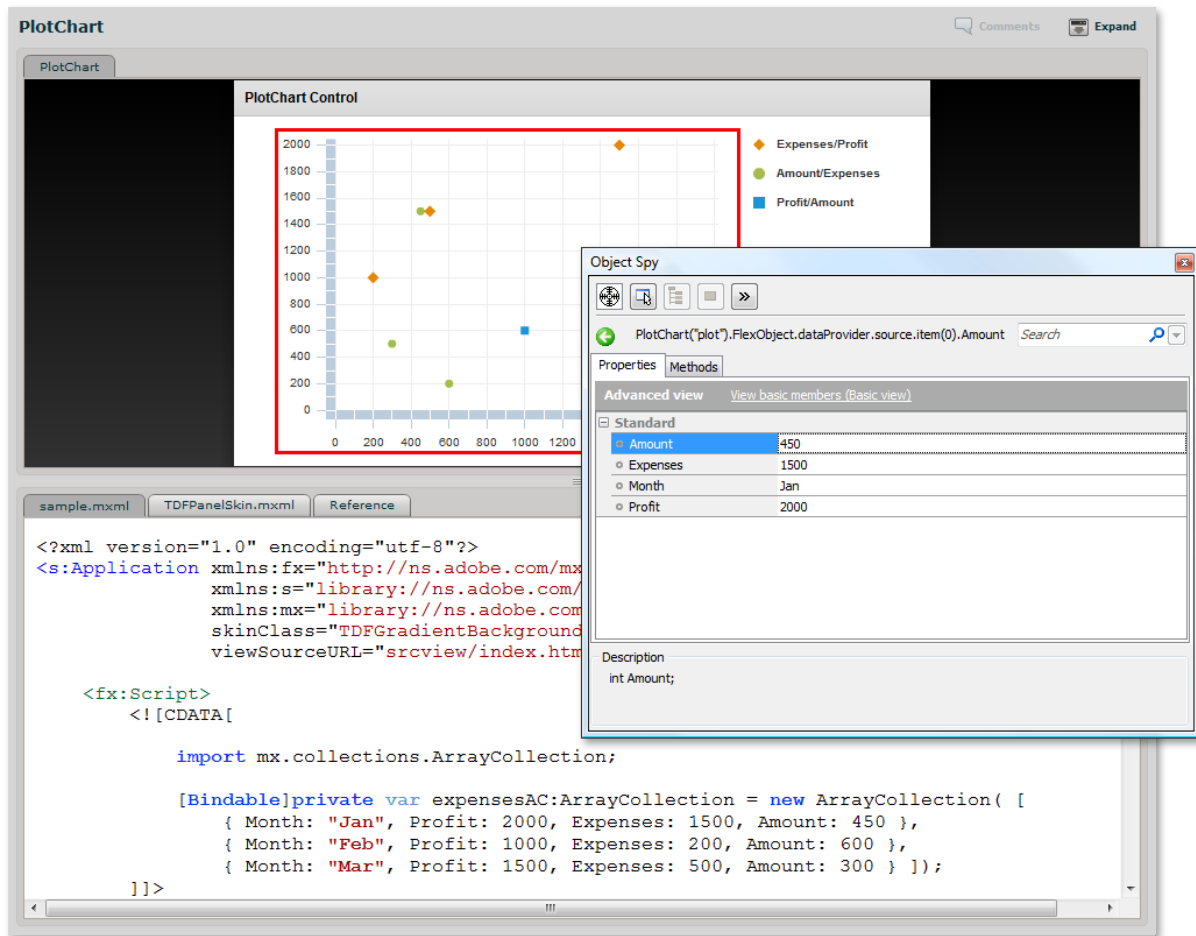 PlotChart
Comments
Expand
PlotChart
PlotChart Control
2000
1800
1600
1400
1200
1000
800
600
400
200
0
0 200 400 600 800 1000 1200
Expenses/Profit
Amount/Expenses
Profit/Amount
Object Spy
PlotChart("plot").FlexObject.dataProvider.source.item(0).Amount Search
Properties Methods
Advanced view View basic members (Basic view)
Standard
Amount 450
Expenses 1500
Month Jan
Profit 2000
Description
int Amount;
sample.mxml TDFPanelSkin.mxml Reference
<?xml version="1.0" encoding="utf-8"?>
<s:Application xmlns:fx="http://ns.adobe.com/mx
xmlns:s="library://ns.adobe.com/
xmlns:mx="library://ns.adobe.com
skinClass="TDFGradientBackground
viewSourceURL="srcview/index.htm
<fx:Script>
<![CDATA[
import mx.collections.ArrayCollection;
[Bindable]private var expensesAC:ArrayCollection = new ArrayCollection( [
{ Month: "Jan", Profit: 2000, Expenses: 1500, Amount: 450 },
{ Month: "Feb", Profit: 1000, Expenses: 200, Amount: 600 },
{ Month: "Mar", Profit: 1500, Expenses: 500, Amount: 300 } ]);
]]>